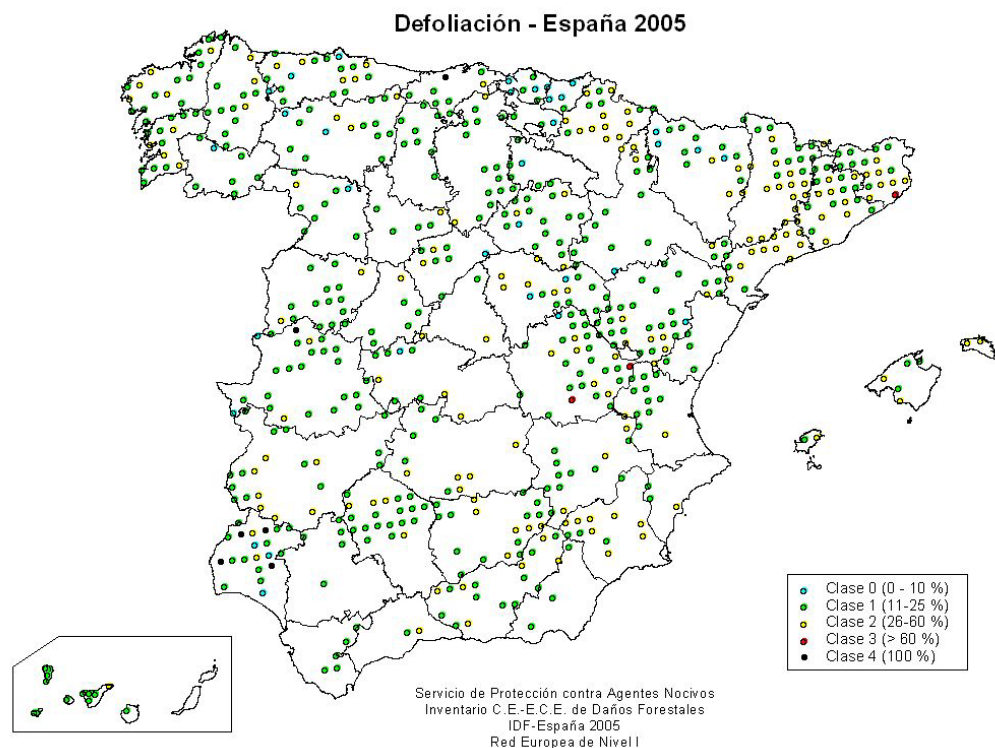 Defoliación - España 2005
Clase 0 (0 - 10 %)
Clase 1 (11-25 %)
Clase 2 (26-60 %)
Clase 3 (> 60 %)
Clase 4 (100 %)
Servicio de Protección contra Agentes Nocivos
Inventario C.E.-E.C.E. de Daños Forestales
IDF-España 2005
Red Europea de Nivel I